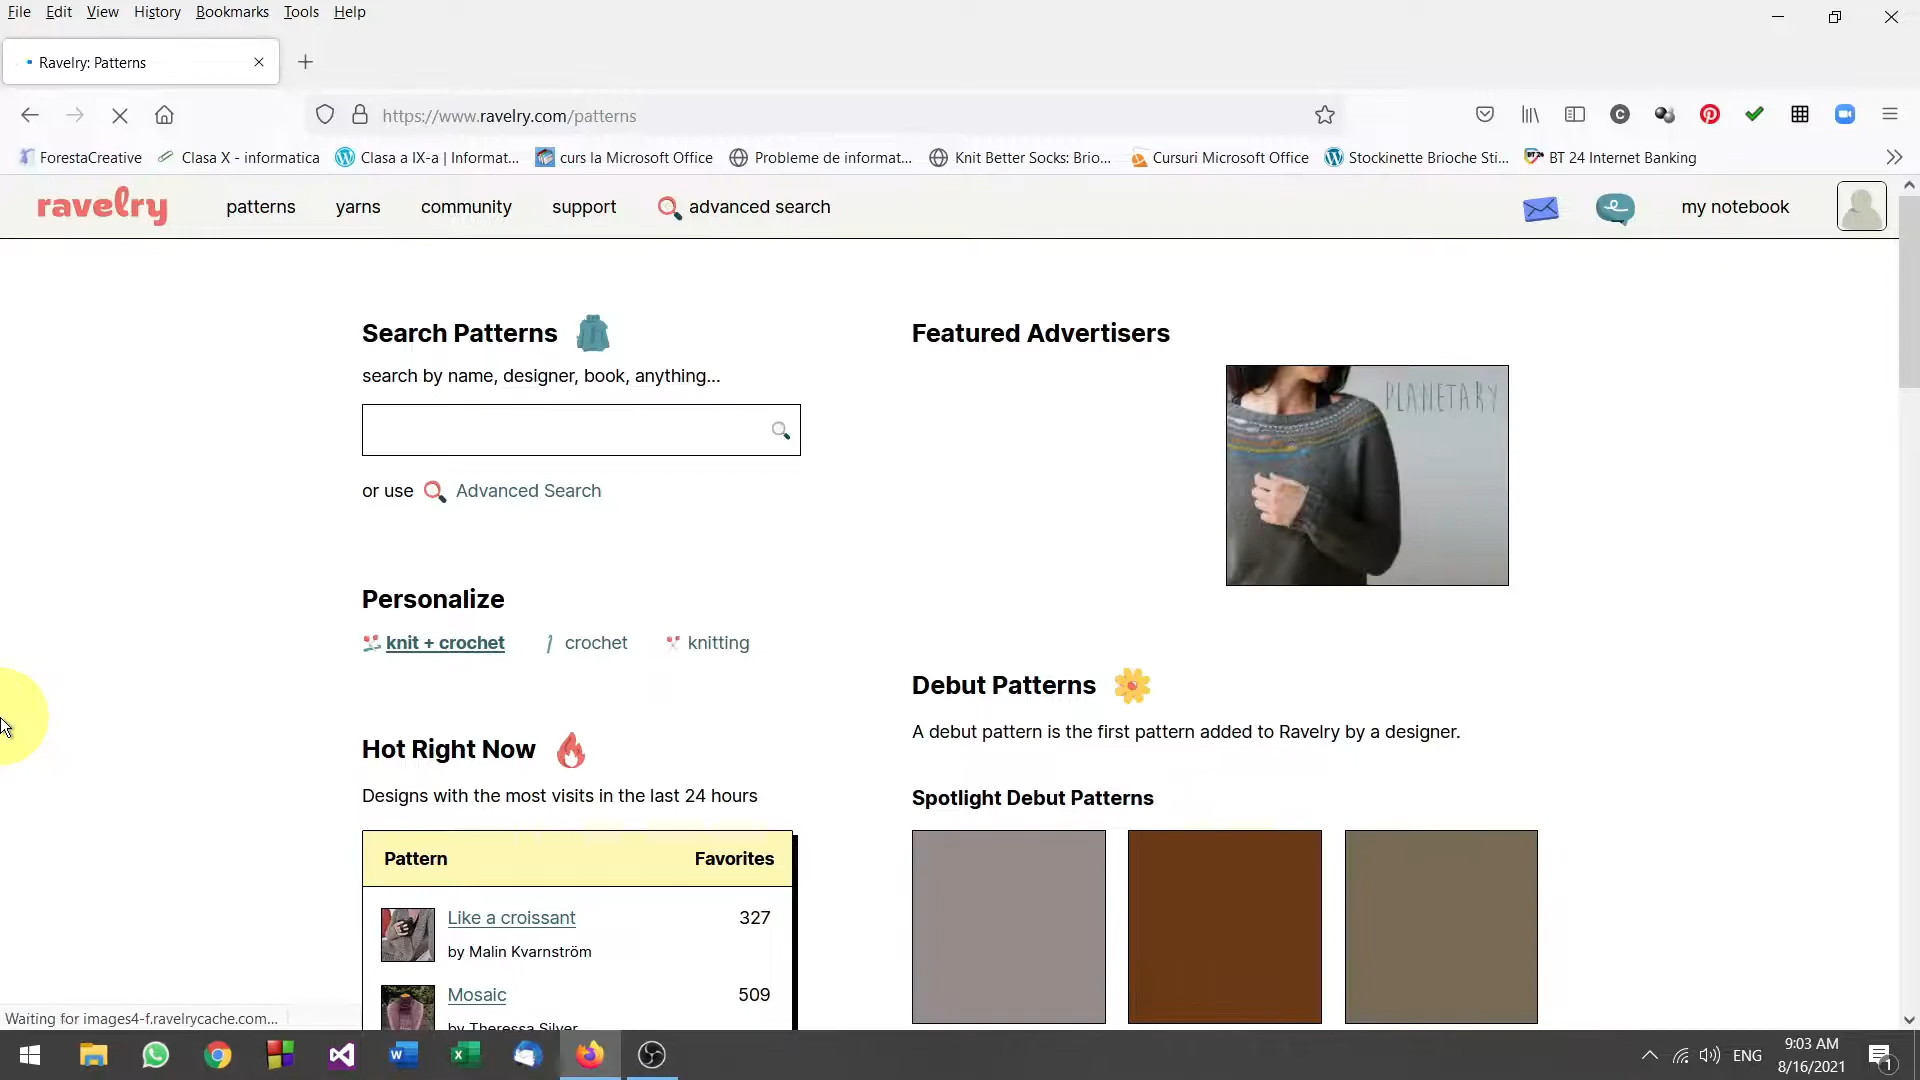 File Edit View History Bookmarks Tools Help
Ravelry: Patterns
https://www.ravelry.com/patterns
ForestaCreative Clasa X - informatica Clasa a IX-a | Informat... curs la Microsoft Office Probleme de informat... Knit Better Socks: Brio... Cursuri Microsoft Office Stockinette Brioche Sti... BT 24 Internet Banking
ravelry patterns yarns community support advanced search my notebook
Search Patterns
search by name, designer, book, anything...
or use Advanced Search
Personalize
knit + crochet crochet knitting
Hot Right Now
Designs with the most visits in the last 24 hours
Pattern Favorites
Like a croissant 327
by Malin Kvarnström
Mosaic 509
by Theressa Silver
Featured Advertisers
PLANETARY
Debut Patterns
A debut pattern is the first pattern added to Ravelry by a designer.
Spotlight Debut Patterns
Waiting for images4-f.ravelrycache.com...
ENG
9:03 AM
8/16/2021
1